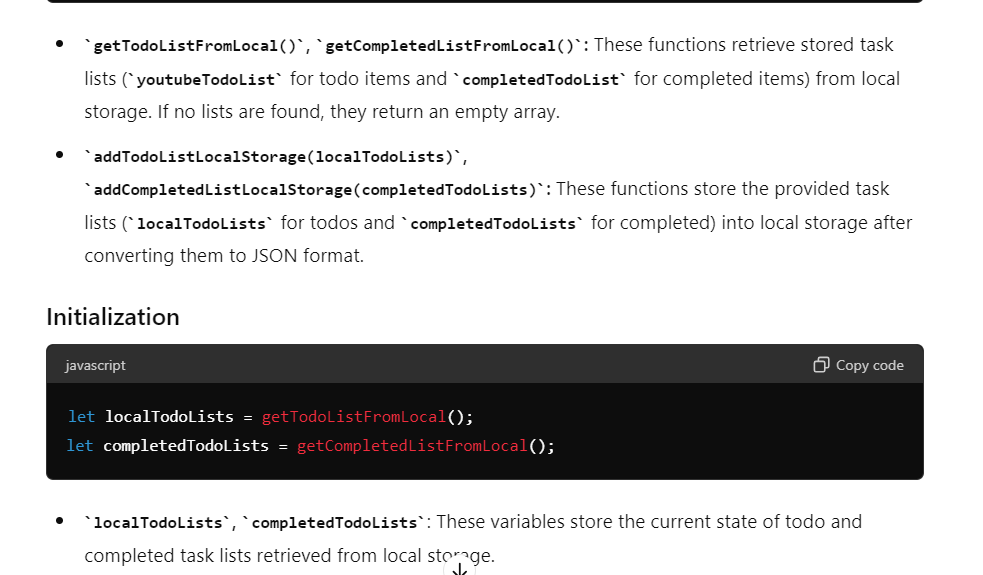 `getTodoListFromLocal()`, `getCompletedListFromLocal()`: These functions retrieve stored task
lists (`youtubeTodoList` for todo items and `completedTodoList` for completed items) from local
storage. If no lists are found, they return an empty array.
`addTodoListLocalStorage(localTodoLists)`,
`addCompletedListLocalStorage(completedTodoLists)`: These functions store the provided task
lists (`localTodoLists` for todos and `completedTodoLists` for completed) into local storage after
converting them to JSON format.
Initialization
javascript Copy code
let localTodoLists = getTodoListFromLocal();
let completedTodoLists = getCompletedListFromLocal();
`localTodoLists`, `completedTodoLists`: These variables store the current state of todo and
completed task lists retrieved from local storage.